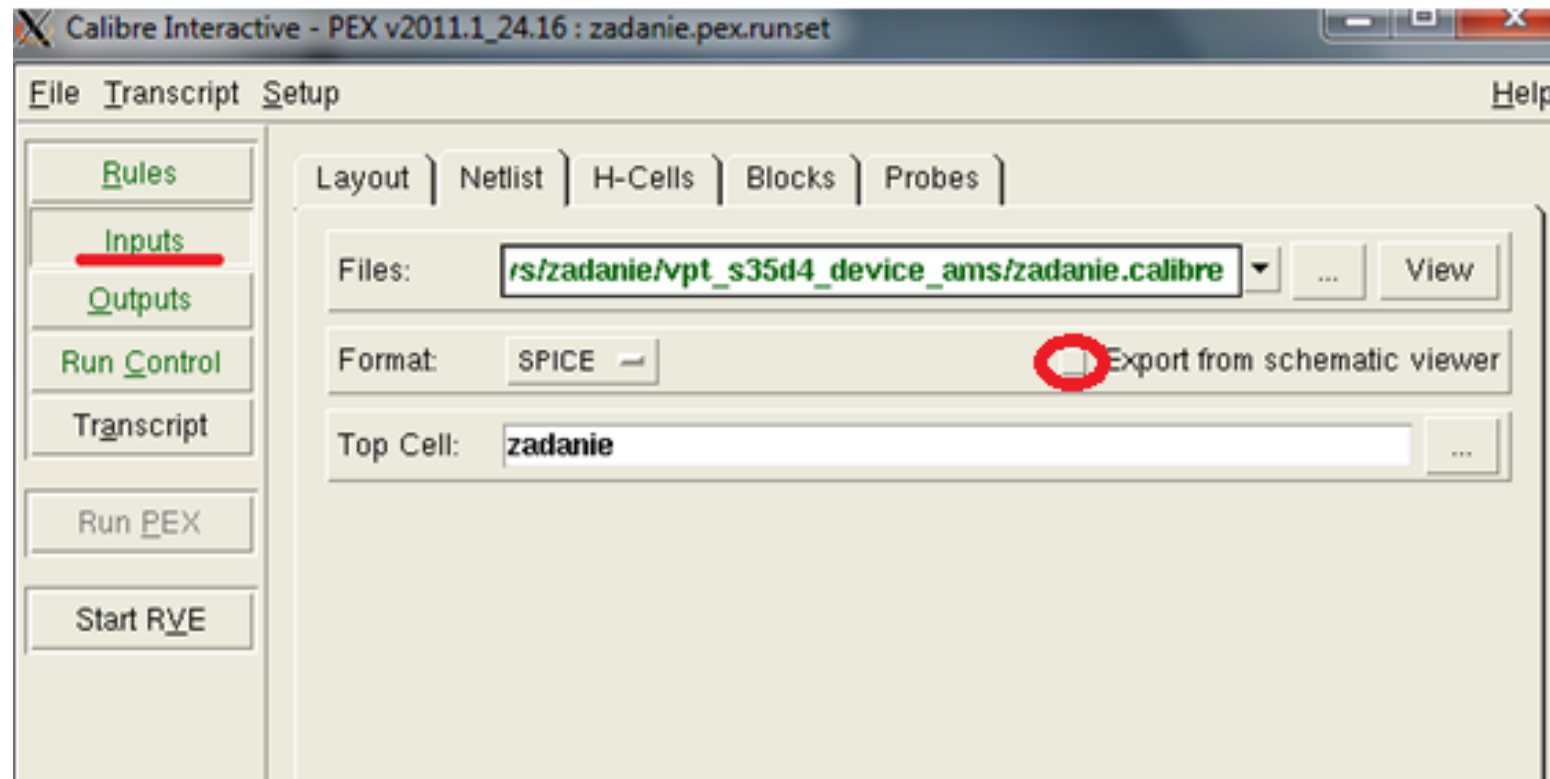 Calibre Interactive - PEX v2011.1_24.16 : zadanie.pex.runset
File Transcript Setup Help
Rules
Inputs
Outputs
Run Control
Transcript
Run PEX
Start RVE
Layout Netlist H-Cells Blocks Probes
Files: rs/zadanie/vpt_s35d4_device_ams/zadanie.calibre ... View
Format: SPICE Export from schematic viewer
Top Cell: zadanie ...